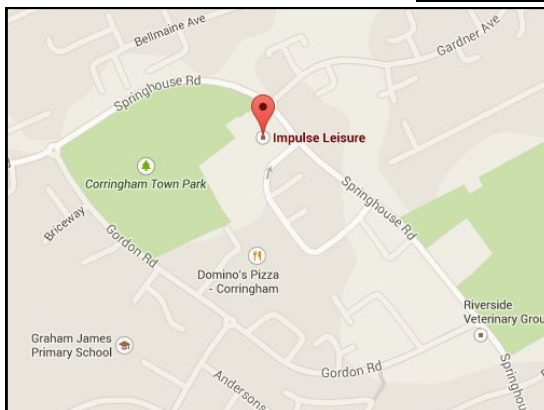 Bellmaine Ave
Gardner Ave
Springhouse Rd
Impulse Leisure
Corringham Town Park
Springhouse Rd
Briceway
Gordon Rd
Domino's Pizza
- Corringham
Riverside
Veterinary Grou
Graham James
Primary School
Gordon Rd
Andersons
Springhouse